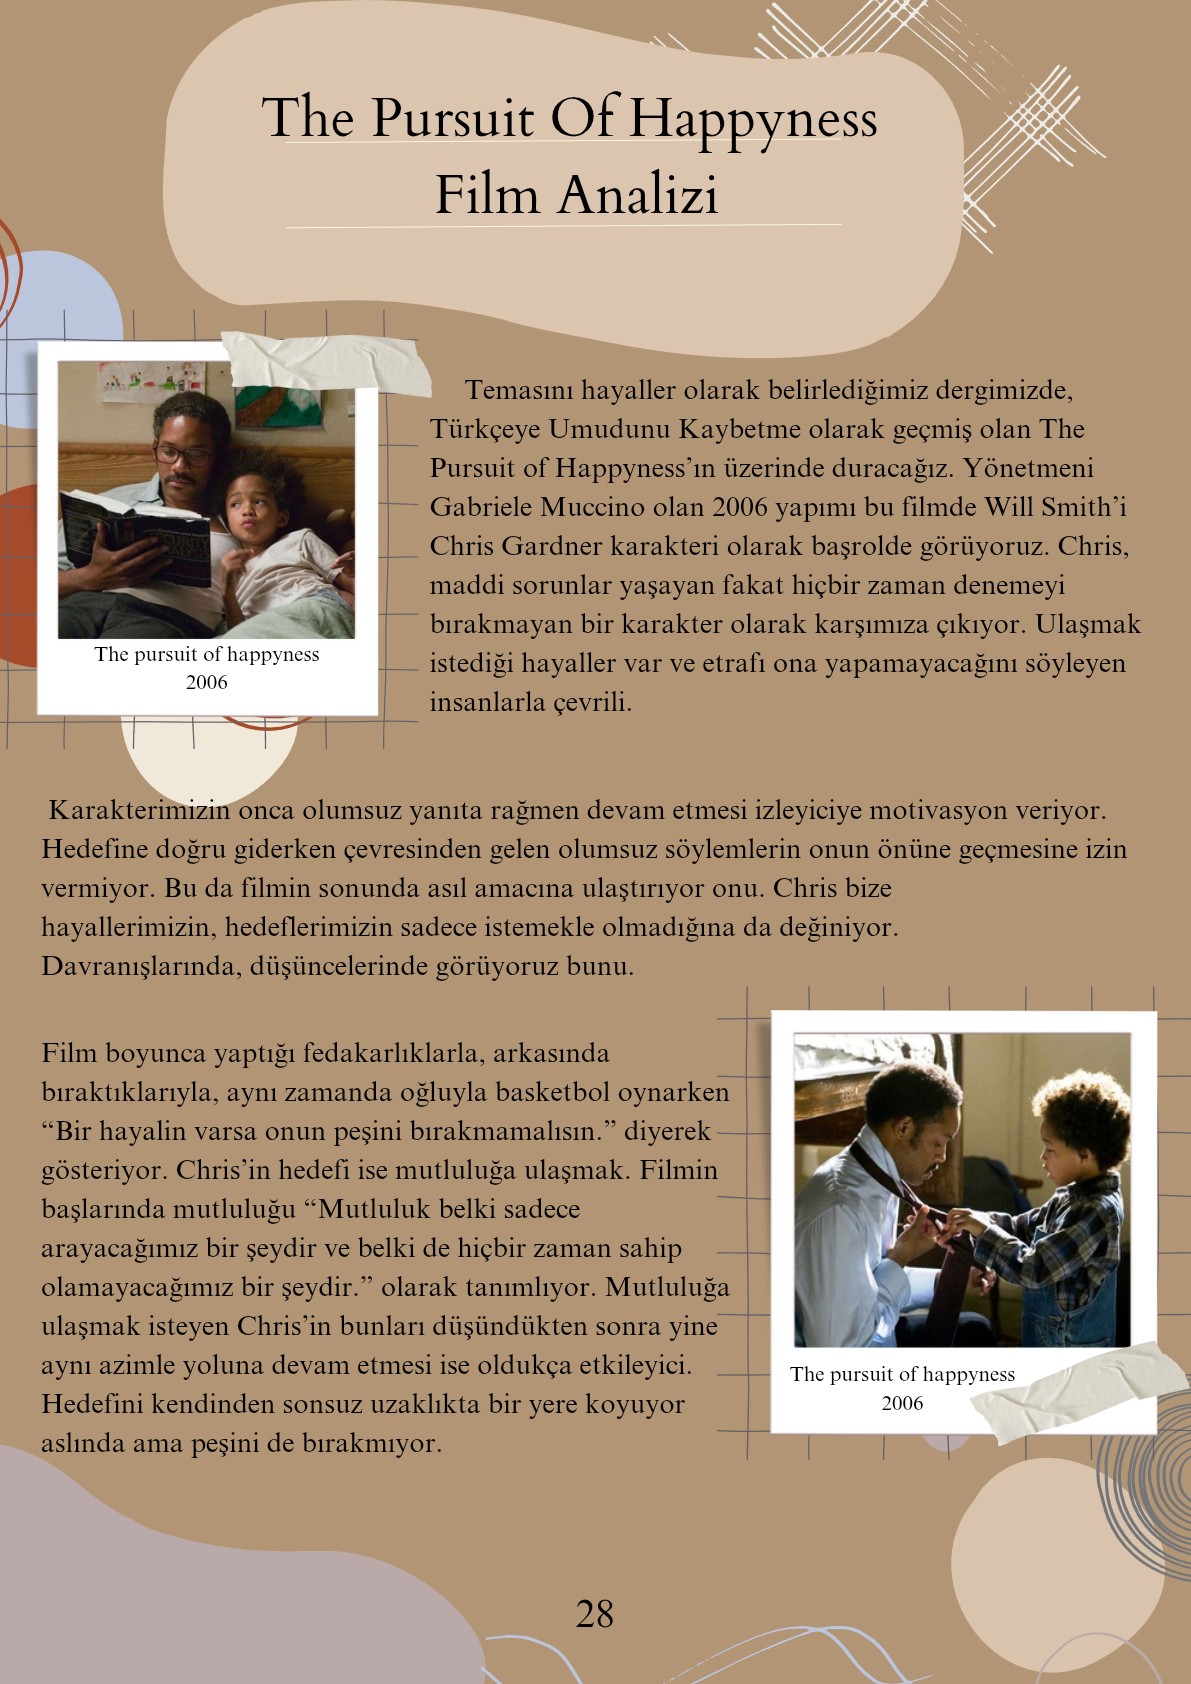 The Pursuit Of Happyness
Film Analizi
The pursuit of happyness
2006
Temasını hayaller olarak belirlediğimiz dergimizde,
Türkçeye Umudunu Kaybetme olarak geçmiş olan The
Pursuit of Happyness’ın üzerinde duracağız. Yönetmeni
Gabriele Muccino olan 2006 yapımı bu filmde Will Smith’i
Chris Gardner karakteri olarak başrolde görüyoruz. Chris,
maddi sorunlar yaşayan fakat hiçbir zaman denemeyi
bırakmayan bir karakter olarak karşımıza çıkıyor. Ulaşmak
istediği hayaller var ve etrafı ona yapamayacağını söyleyen
insanlarla çevrili.
Karakterimizin onca olumsuz yanıta rağmen devam etmesi izleyiciye motivasyon veriyor.
Hedefine doğru giderken çevresinden gelen olumsuz söylemlerin onun önüne geçmesine izin
vermiyor. Bu da filmin sonunda asıl amacına ulaştırıyor onu. Chris bize
hayallerimizin, hedeflerimizin sadece istemekle olmadığına da değiniyor.
Davranışlarında, düşüncelerinde görüyoruz bunu.
Film boyunca yaptığı fedakarlıklarla, arkasında
bıraktıklarıyla, aynı zamanda oğluyla basketbol oynarken
“Bir hayalin varsa onun peşini bırakmamalısın.” diyerek
gösteriyor. Chris’in hedefi ise mutluluğa ulaşmak. Filmin
başlarında mutluluğu “Mutluluk belki sadece
arayacağımız bir şeydir ve belki de hiçbir zaman sahip
olamayacağımız bir şeydir.” olarak tanımlıyor. Mutluluğa
ulaşmak isteyen Chris’in bunları düşündükten sonra yine
aynı azimle yoluna devam etmesi ise oldukça etkileyici.
Hedefini kendinden sonsuz uzaklıkta bir yere koyuyor
aslında ama peşini de bırakmıyor.
The pursuit of happyness
2006
28